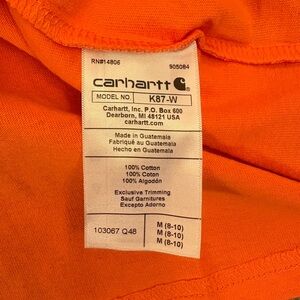 RN#14806 905084
carhartt
MODEL NO. K87-W
Carhartt, Inc. P.O. Box 600
Dearborn, MI 48121 USA
carhartt.com
Made in Guatemala
Fabriqué au Guatemala
Hecho en Guatemala
100% Cotton
100% Coton
100% Algodón
Exclusive Trimming
Sauf Garnitures
Excepto Adorno
103067 Q48
M (8-10)
M (8-10)
M (8-10)